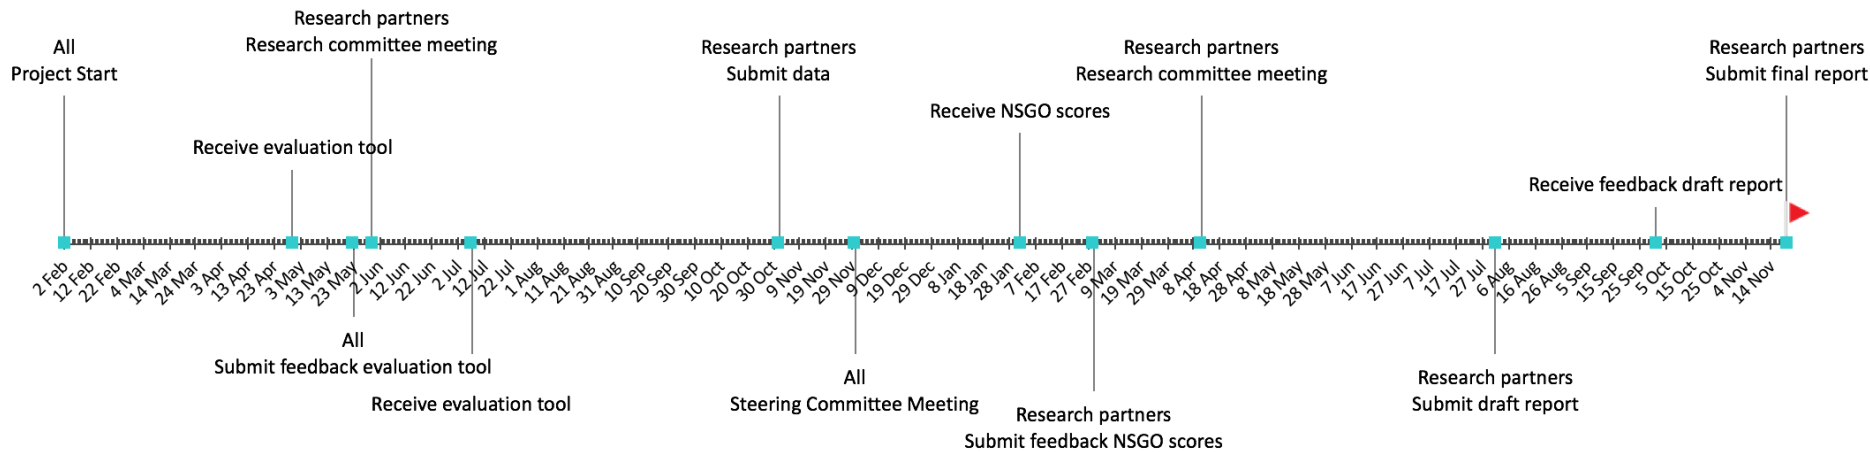 Research partners
Research committee meeting
All
Project Start
Research partners
Submit data
Research partners
Research committee meeting
Research partners
Submit final report
Receive NSGO scores
Receive evaluation tool
Receive feedback draft report
2 Feb
12 Feb
22 Feb
4 Mar
14 Mar
24 Mar
3 Apr
13 Apr
23 Apr
3 May
13 May
23 May
2 Jun
12 Jun
22 Jun
2 Jul
12 Jul
22 Jul
1 Aug
11 Aug
21 Aug
31 Aug
10 Sep
20 Sep
30 Sep
10 Oct
20 Oct
30 Oct
9 Nov
19 Nov
29 Nov
9 Dec
19 Dec
29 Dec
8 Jan
18 Jan
28 Jan
7 Feb
17 Feb
27 Feb
9 Mar
19 Mar
29 Mar
8 Apr
18 Apr
28 Apr
8 May
18 May
28 May
7 Jun
17 Jun
27 Jun
7 Jul
17 Jul
27 Jul
6 Aug
16 Aug
26 Aug
5 Sep
15 Sep
25 Sep
5 Oct
15 Oct
25 Oct
4 Nov
14 Nov
All
Submit feedback evaluation tool
Receive evaluation tool
All
Steering Committee Meeting
Research partners
Submit feedback NSGO scores
Research partners
Submit draft report